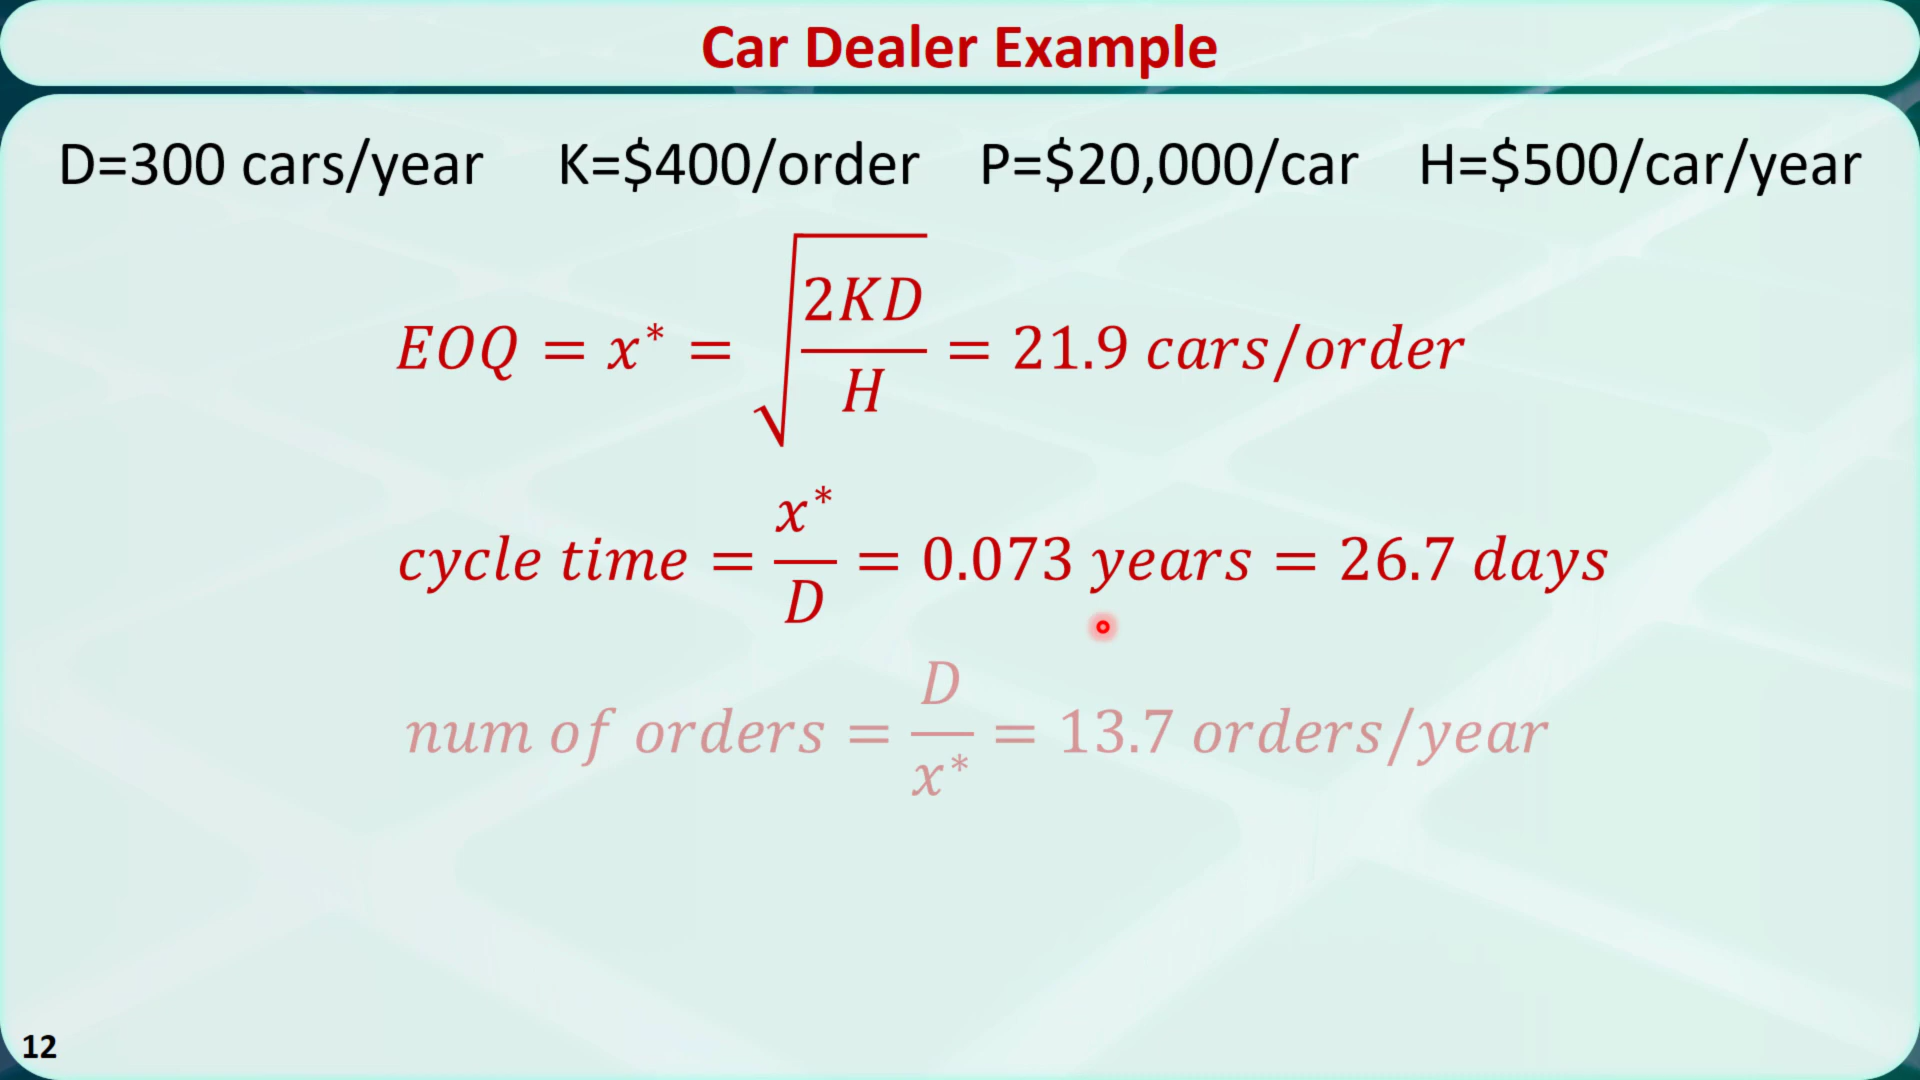 Car Dealer Example
D=300 cars/year K=$400/order P=$20,000/car H=$500/car/year
EOQ = x* = √(2KD/H) = 21.9 cars/order
cycle time = x*/D = 0.073 years = 26.7 days
num of orders = D/x* = 13.7 orders/year
12